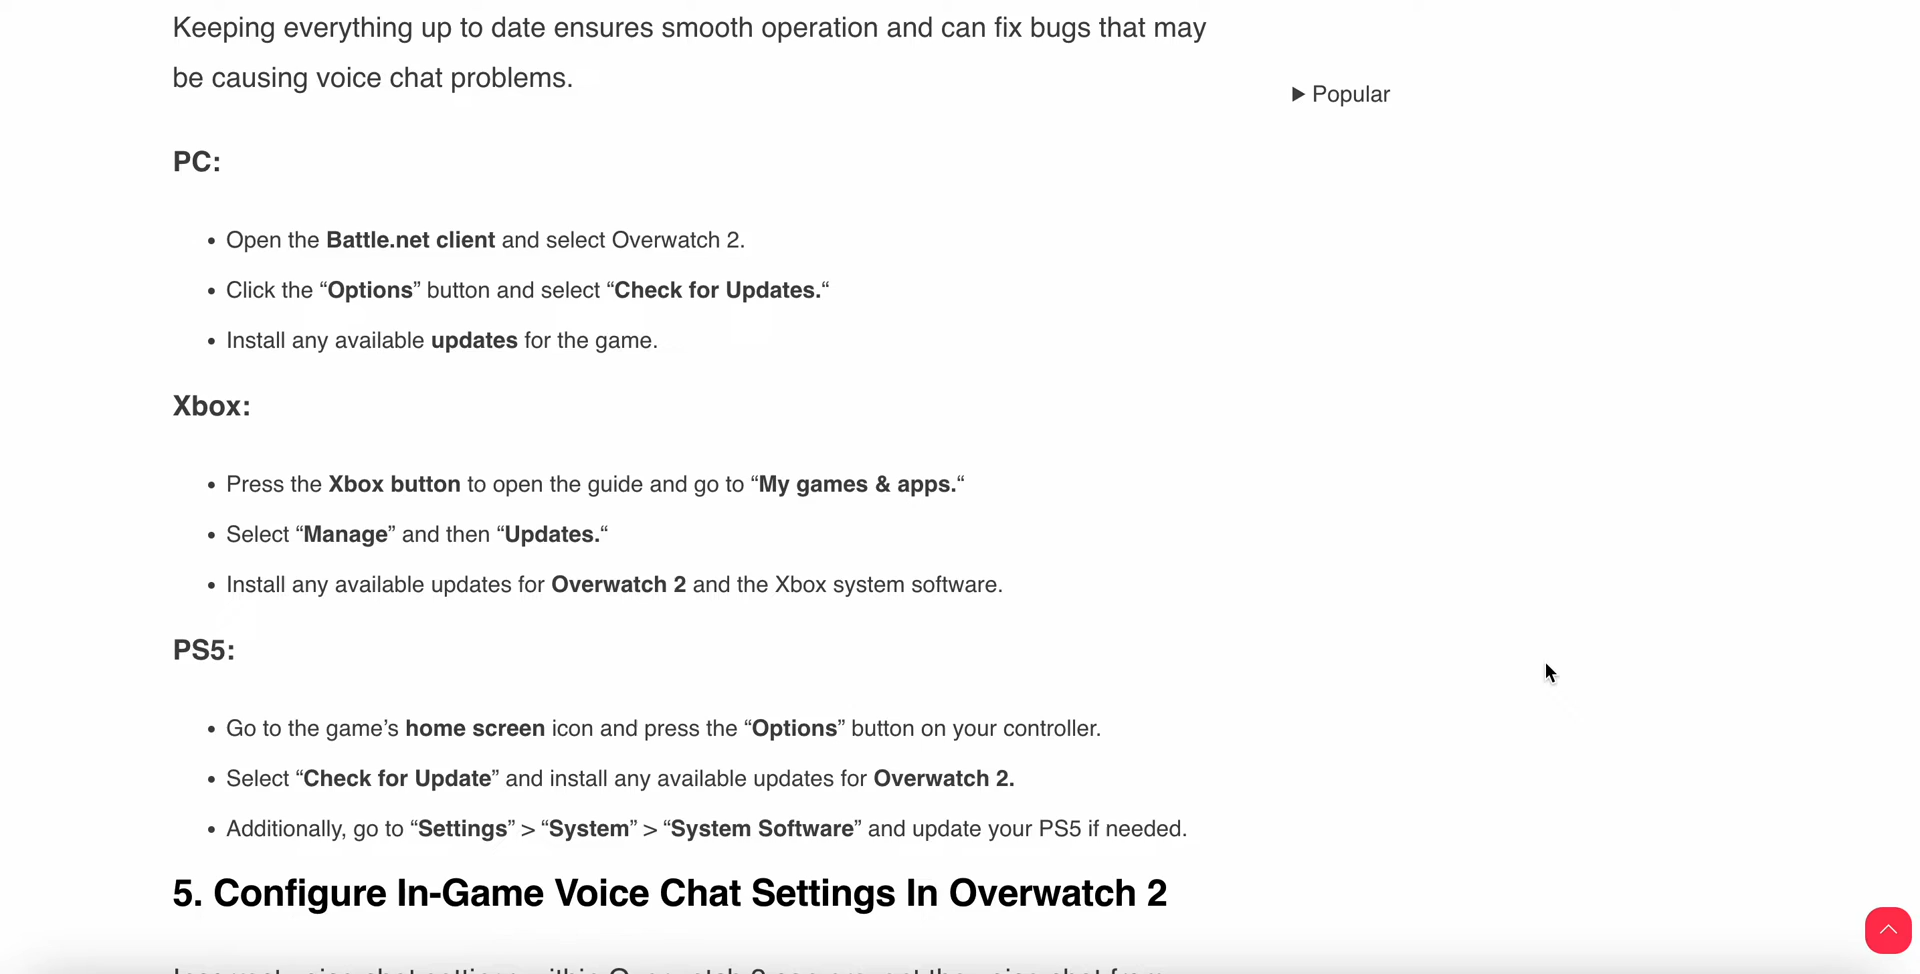 Keeping everything up to date ensures smooth operation and can fix bugs that may
be causing voice chat problems.
▶ Popular
PC:
• Open the Battle.net client and select Overwatch 2.
• Click the “Options” button and select “Check for Updates.“
• Install any available updates for the game.
Xbox:
• Press the Xbox button to open the guide and go to “My games & apps.“
• Select “Manage” and then “Updates.“
• Install any available updates for Overwatch 2 and the Xbox system software.
PS5:
• Go to the game’s home screen icon and press the “Options” button on your controller.
• Select “Check for Update” and install any available updates for Overwatch 2.
• Additionally, go to “Settings” > “System” > “System Software” and update your PS5 if needed.
5. Configure In-Game Voice Chat Settings In Overwatch 2